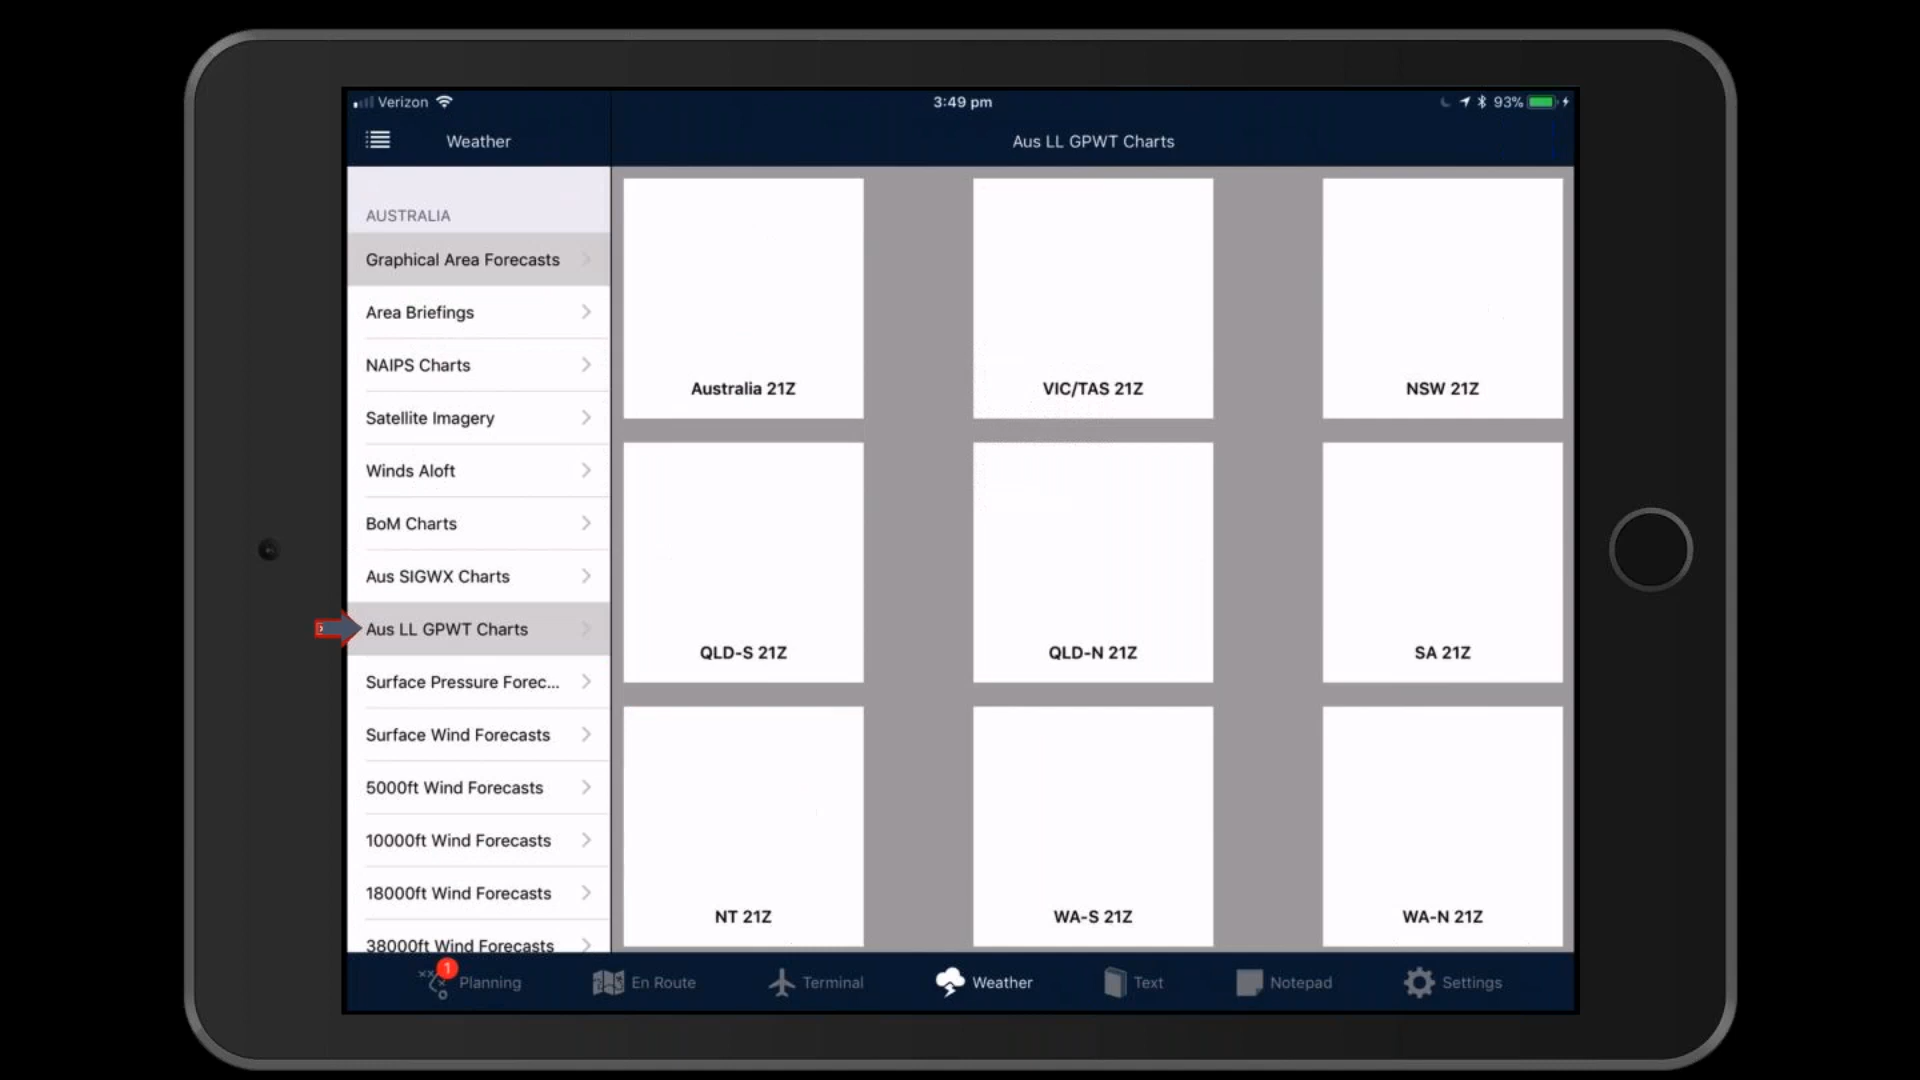 Verizon
3:49 pm
93%
Weather
Aus LL GPWT Charts
AUSTRALIA
Graphical Area Forecasts
Area Briefings
NAIPS Charts
Satellite Imagery
Winds Aloft
BoM Charts
Aus SIGWX Charts
Aus LL GPWT Charts
Surface Pressure Forec...
Surface Wind Forecasts
5000ft Wind Forecasts
10000ft Wind Forecasts
18000ft Wind Forecasts
38000ft Wind Forecasts
Australia 21Z
VIC/TAS 21Z
NSW 21Z
QLD-S 21Z
QLD-N 21Z
SA 21Z
NT 21Z
WA-S 21Z
WA-N 21Z
1
Planning
En Route
Terminal
Weather
Text
Notepad
Settings